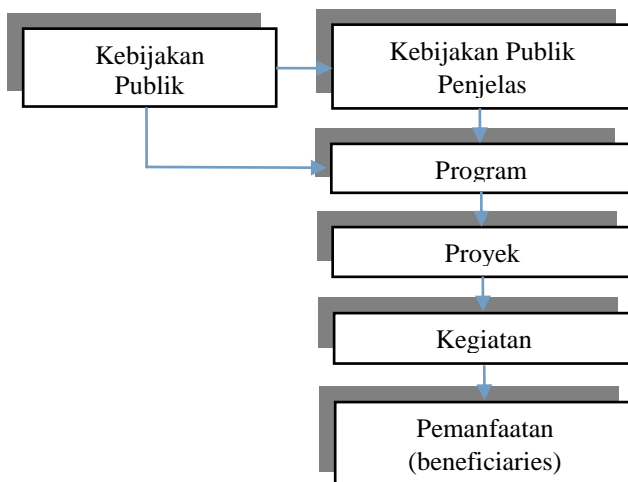 Kebijakan
Publik
Kebijakan Publik
Penjelas
Program
Proyek
Kegiatan
Pemanfaatan
(beneficiaries)